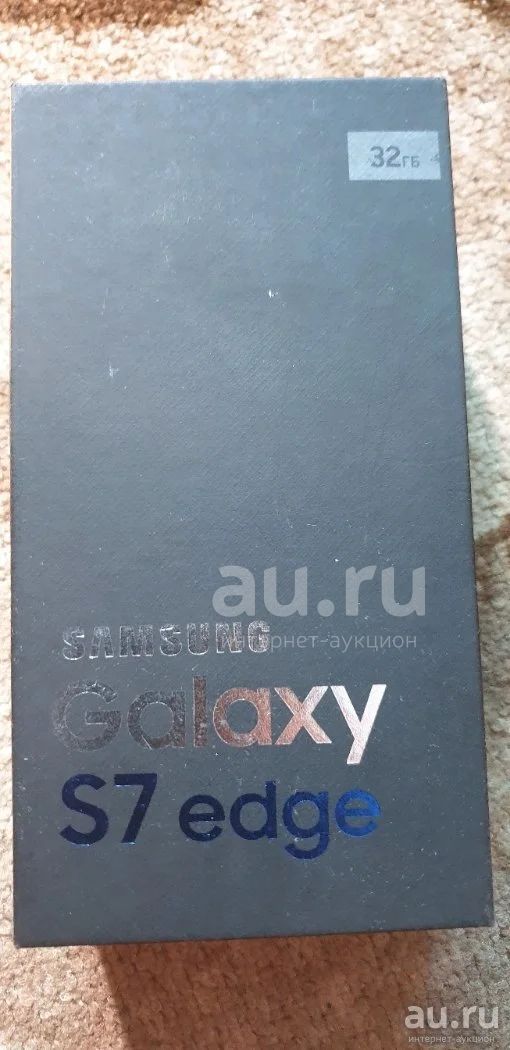 32ГБ
au.ru
интернет-аукцион
SAMSUNG
Galaxy
S7 edge
au.ru
интернет-аукцион